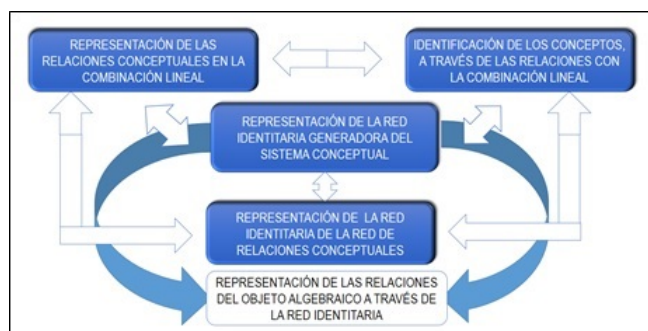 REPRESENTACIÓN DE LAS
RELACIONES CONCEPTUALES EN LA
COMBINACIÓN LINEAL
IDENTIFICACIÓN DE LOS CONCEPTOS,
A TRAVÉS DE LAS RELACIONES CON
LA COMBINACIÓN LINEAL
REPRESENTACIÓN DE LA RED
IDENTITARIA GENERADORA DEL
SISTEMA CONCEPTUAL
REPRESENTACIÓN DE LA RED
IDENTITARIA DE LA RED DE
RELACIONES CONCEPTUALES
REPRESENTACIÓN DE LAS RELACIONES
DEL OBJETO ALGEBRAICO A TRAVÉS DE
LA RED IDENTITARIA